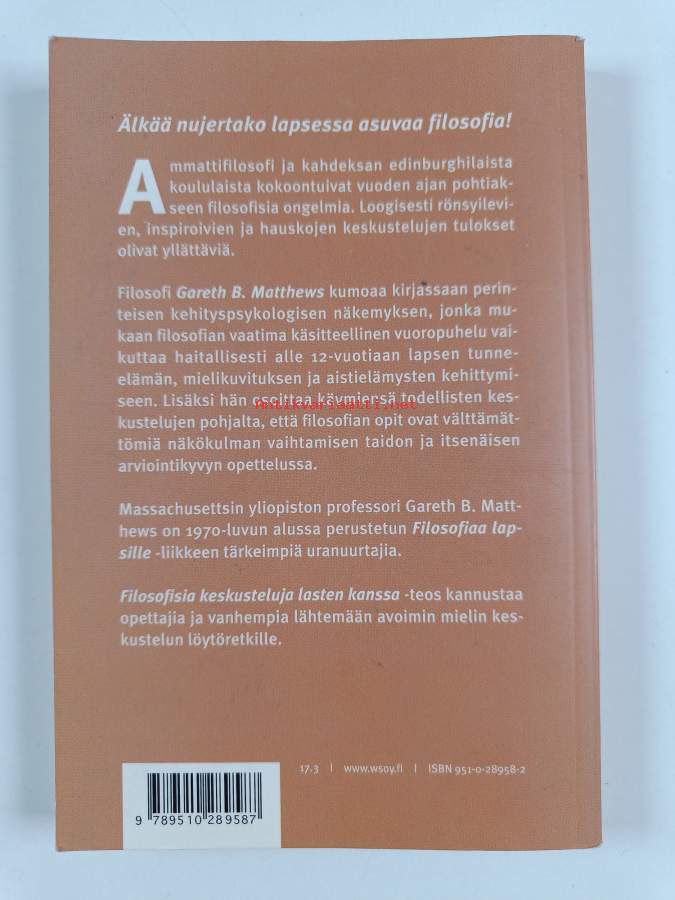 Älkää nujertako lapsessa asuvaa filosofia!
Ammattifilosofi ja kahdeksan edinburghilaista
koululaista kokoontuivat vuoden ajan pohtiak-
seen filosofisia ongelmia. Loogisesti rönsyilevi-
en, inspiroivien ja hauskojen keskustelujen tulokset
olivat yllättäviä.
Filosofi Gareth B. Matthews kumoaa kirjassaan perin-
teisen kehityspsykologisen näkemyksen, jonka mu-
kaan filosofian vaatima käsitteellinen vuoropuhelu vai-
kuttaa haitallisesti alle 12-vuotiaan lapsen tunne-
elämän, mielikuvituksen ja aistielämysten kehittymi-
seen. Lisäksi hän osoittaa käymiensä todellisten kes-
Antikvariaatti.net
kustelujen pohjalta, että filosofian opit ovat välttämät-
tömiä näkökulman vaihtamisen taidon ja itsenäisen
arviointikyvyn opettelussa.
Massachusettsin yliopiston professori Gareth B. Matt-
hews on 1970-luvun alussa perustetun Filosofiaa lap-
sille -liikkeen tärkeimpiä uranuurtajia.
Filosofisia keskusteluja lasten kanssa -teos kannustaa
opettajia ja vanhempia lähtemään avoimin mielin kes-
kustelun löytöretkille.
17.3 | www.wsoy.fi | ISBN 951-0-28958-2
9 789510 289587